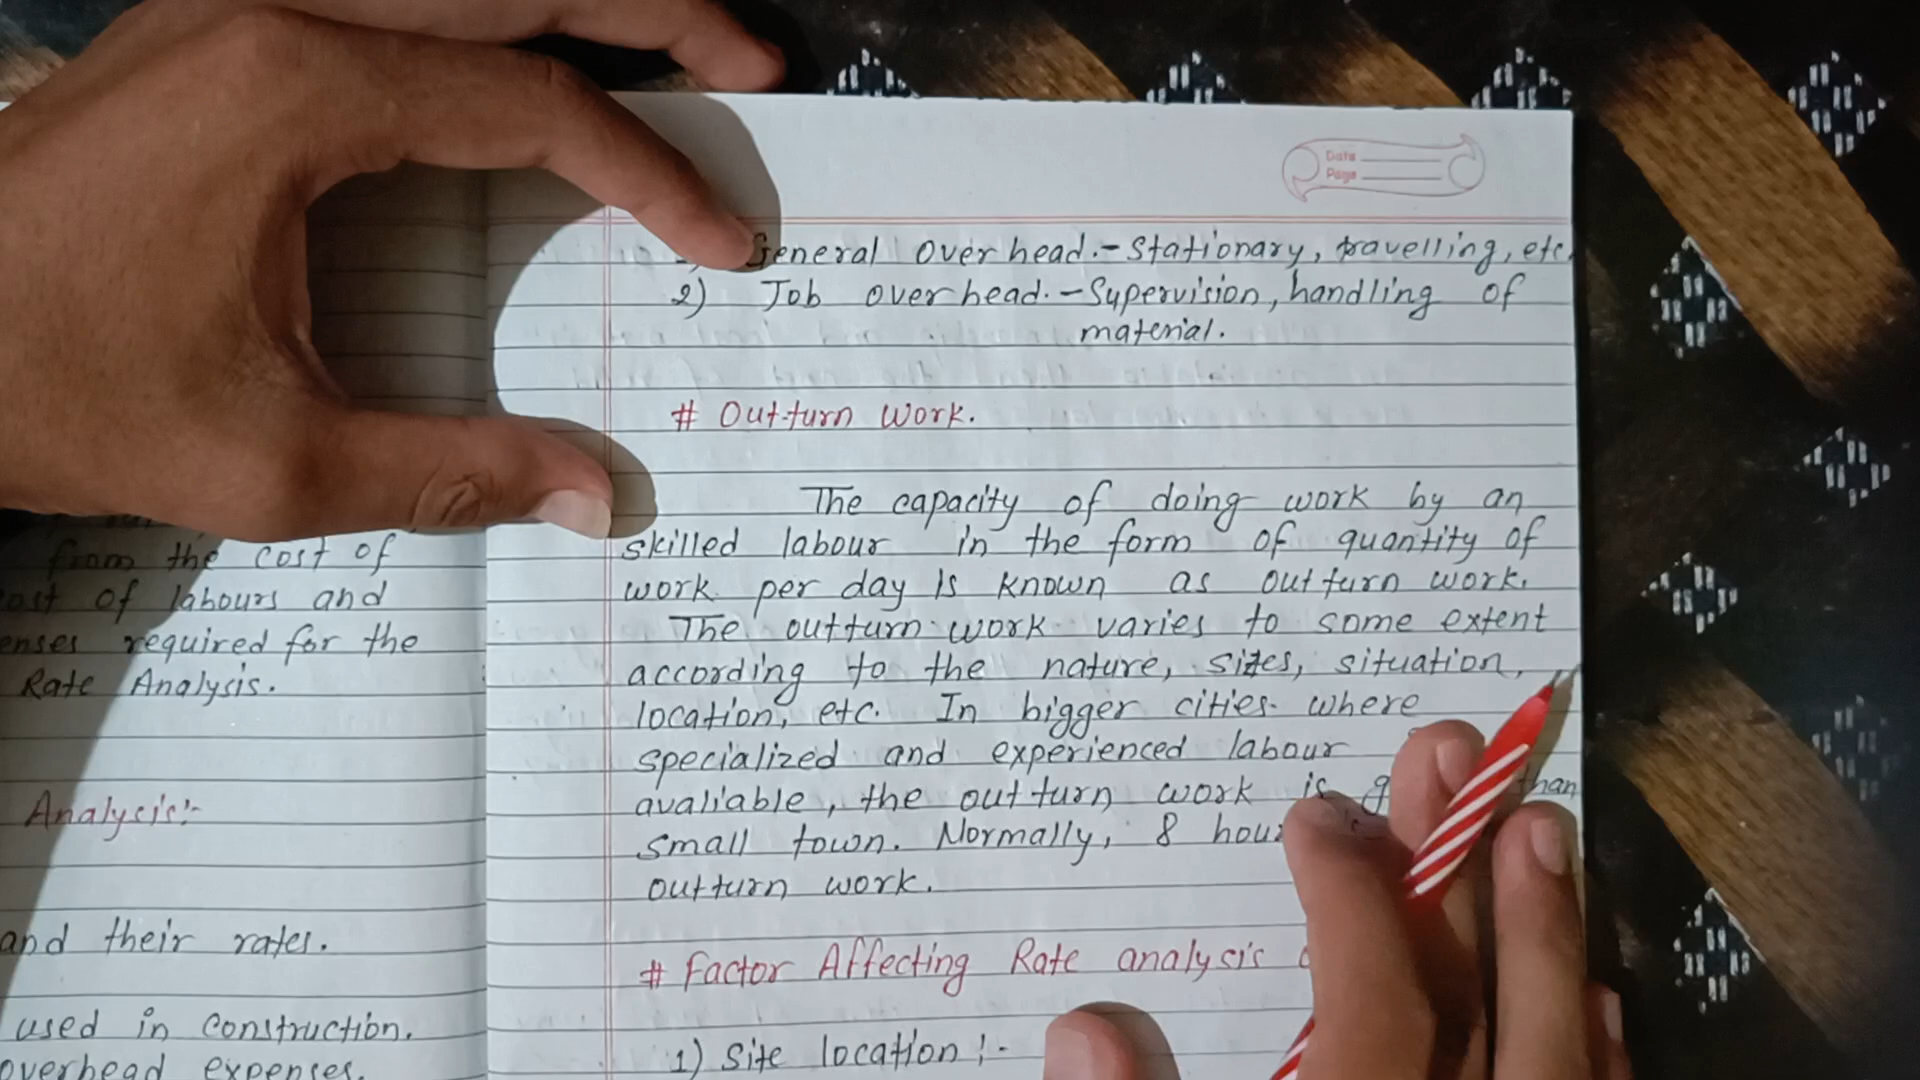 from the cost of
of labours and
required for the
Rate Analysis.
Analysis:-
and their rates.
used in construction.
overhead expenses.
Date
Page
General Over head.- Stationary, travelling, etc.
2) Job over head.- Supervision, handling of
material.
# Out-turn Work.
The capacity of doing work by an
skilled labour in the form of quantity of
work per day is known as out turn work.
The out turn work varies to some extent
according to the nature, sizes, situation,
location, etc. In bigger cities where
specialized and experienced labour
avaliable, the out turn work is than
small town. Normally, 8
out turn work.
# Factor Affecting Rate analysis
1) Site location :-